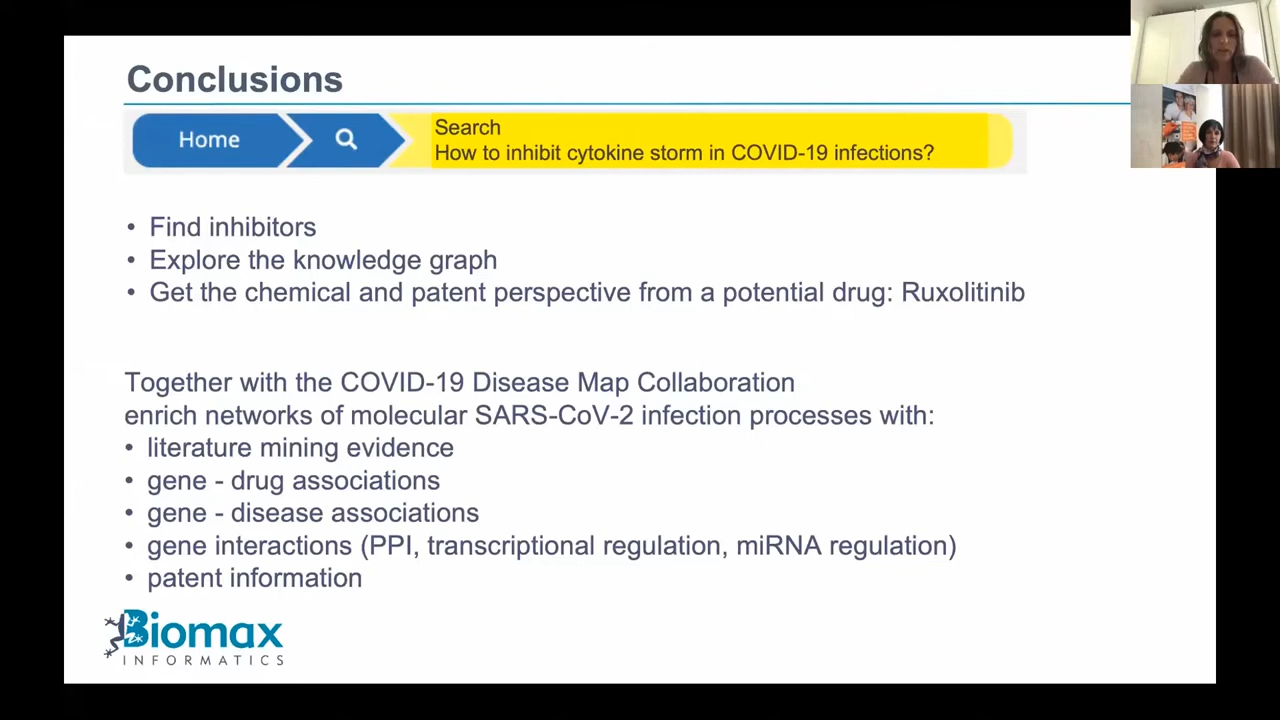 Conclusions
Home
Search
How to inhibit cytokine storm in COVID-19 infections?
• Find inhibitors
• Explore the knowledge graph
• Get the chemical and patent perspective from a potential drug: Ruxolitinib
Together with the COVID-19 Disease Map Collaboration
enrich networks of molecular SARS-CoV-2 infection processes with:
• literature mining evidence
• gene - drug associations
• gene - disease associations
• gene interactions (PPI, transcriptional regulation, miRNA regulation)
• patent information
Biomax
INFORMATICS